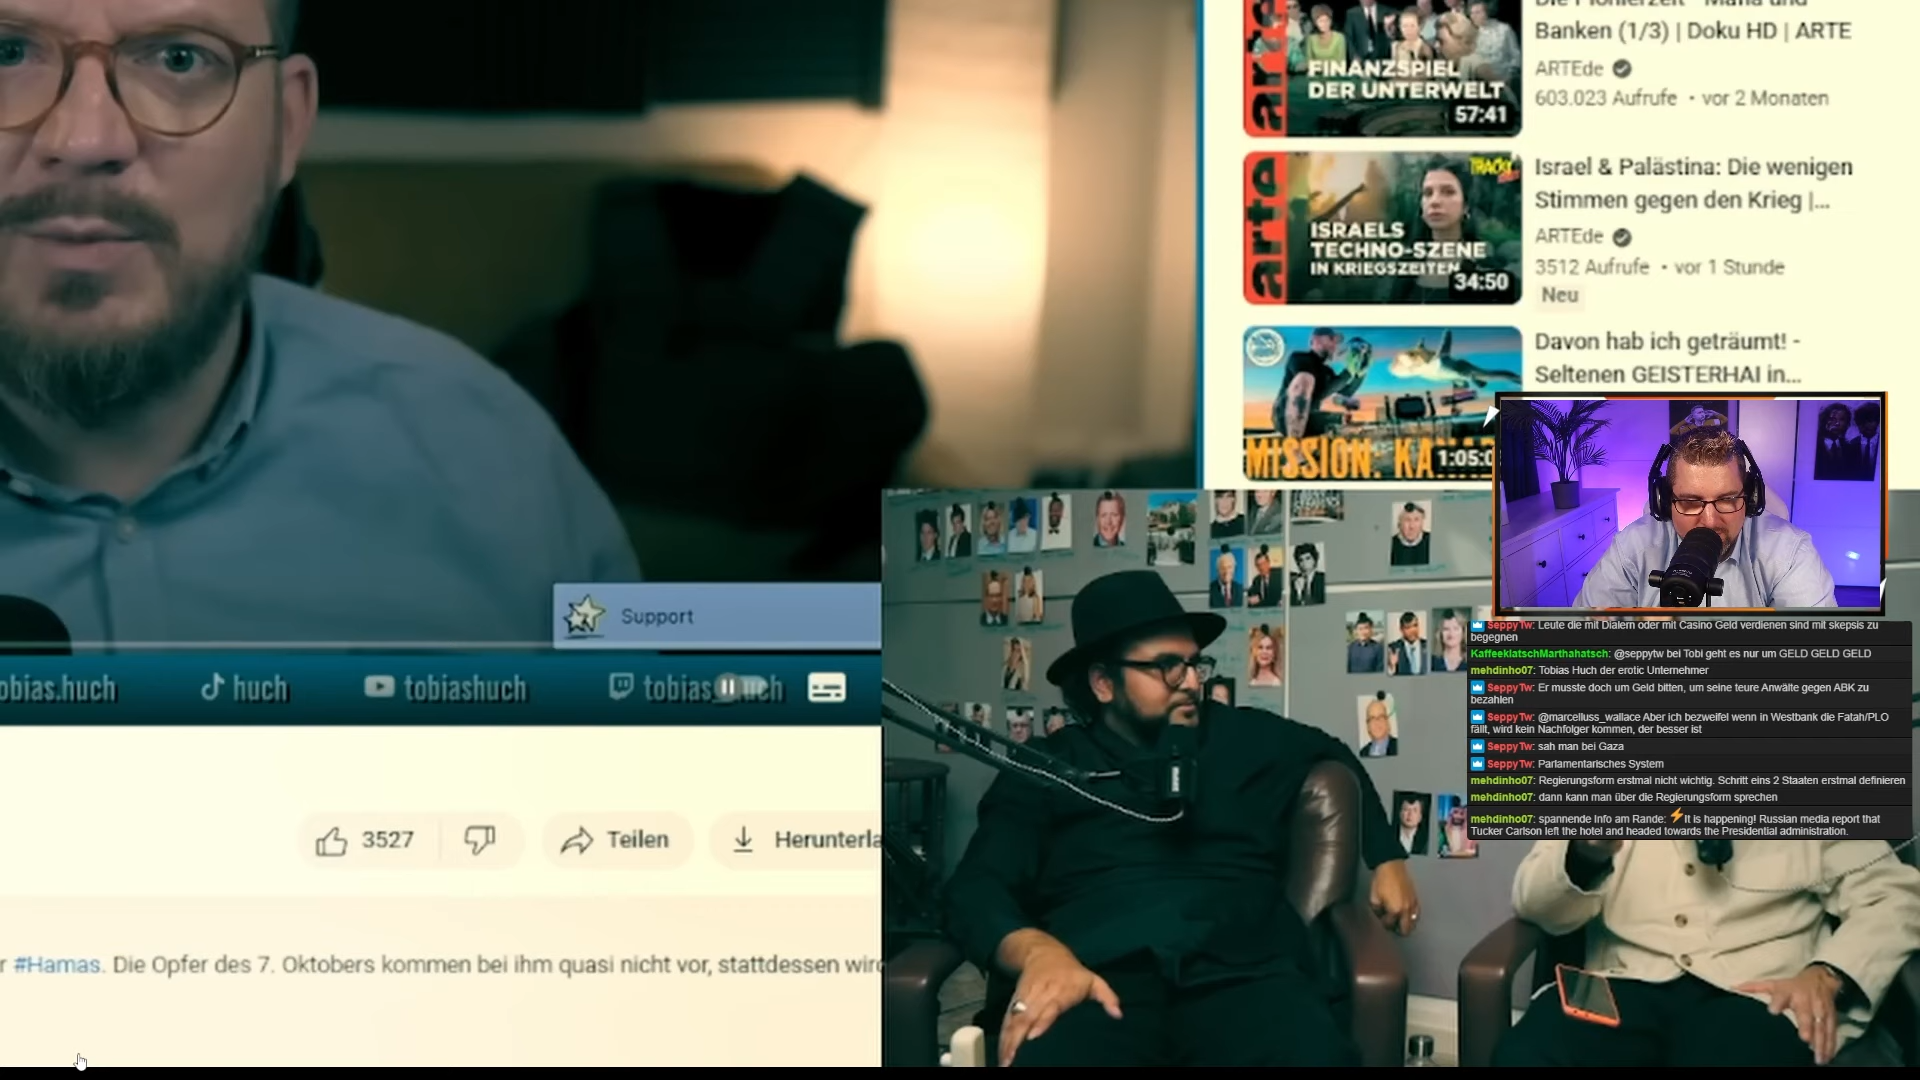 Banken (1/3) | Doku HD | ARTE
ARTEde
603.023 Aufrufe • vor 2 Monaten
arte
FINANZSPIEL
DER UNTERWELT
57:41
Israel & Palästina: Die wenigen
Stimmen gegen den Krieg |...
ARTEde
3512 Aufrufe • vor 1 Stunde
Neu
arte
TRACKS
ISRAELS
TECHNO-SZENE
IN KRIEGSZEITEN
34:50
Davon hab ich geträumt! -
Seltenen GEISTERHAI in...
MISSION: KA
1:05:0
Support
obias.huch
huch
tobiashuch
tobias huch
3527
Teilen
Herunterla
r #Hamas. Die Opfer des 7. Oktobers kommen bei ihm quasi nicht vor, stattdessen wird
SeppyTw: Leute die mit Dialern oder mit Casino Geld verdienen sind mit skepsis zu
begegnen
KaffeeklatschMarthahatsch: @seppytw bei Tobi geht es nur um GELD GELD GELD
mehdinho07: Tobias Huch der erotic Unternehmer
SeppyTw: Er musste doch um Geld bitten, um seine teure Anwälte gegen ABK zu
bezahlen
SeppyTw: @marcelluss_wallace Aber ich bezweifel wenn in Westbank die Fatah/PLO
fällt, wird kein Nachfolger kommen, der besser ist
SeppyTw: sah man bei Gaza
SeppyTw: Parlamentarisches System
mehdinho07: Regierungsform erstmal nicht wichtig. Schritt eins 2 Staaten erstmal definieren
mehdinho07: dann kann man über die Regierungsform sprechen
mehdinho07: spannende Info am Rande: ⚡It is happening! Russian media report that
Tucker Carlson left the hotel and headed towards the Presidential administration.